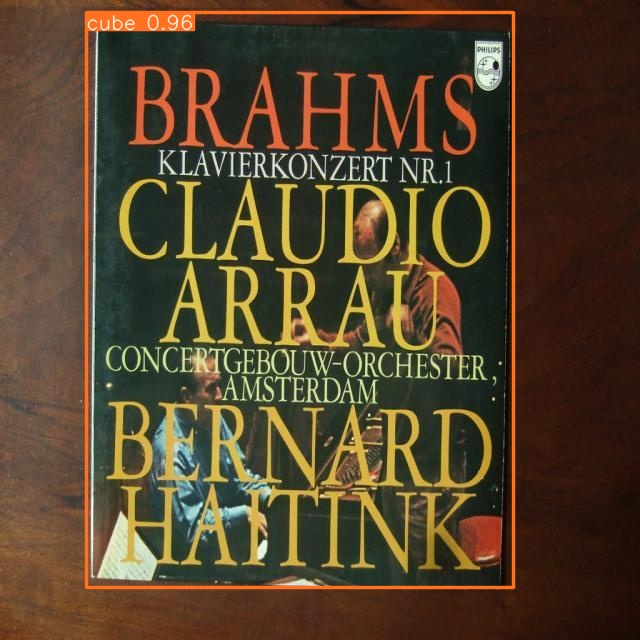 cube 0.96
PHILIPS
BRAHMS
KLAVIERKONZERT NR.1
CLAUDIO
ARRAU
CONCERTGEBOUW-ORCHESTER,
AMSTERDAM
BERNARD
HAITINK